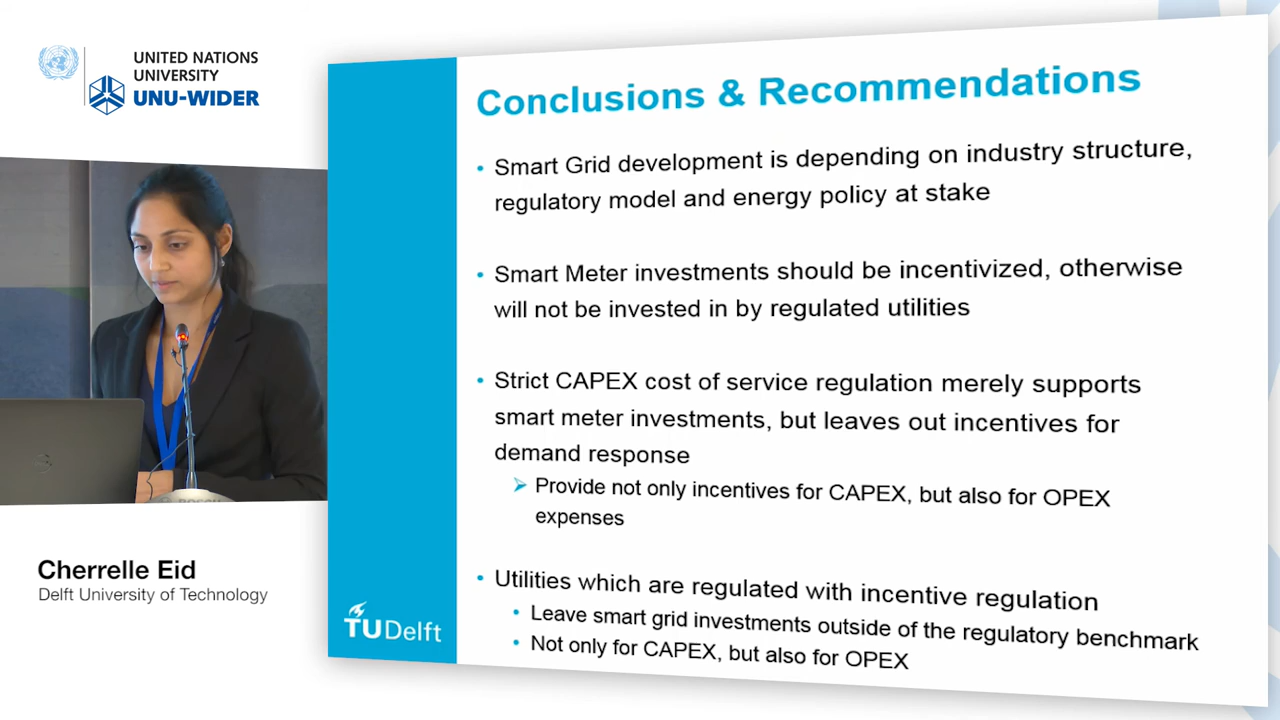 UNITED NATIONS
UNIVERSITY
UNU-WIDER
Conclusions & Recommendations
• Smart Grid development is depending on industry structure,
regulatory model and energy policy at stake
• Smart Meter investments should be incentivized, otherwise
will not be invested in by regulated utilities
• Strict CAPEX cost of service regulation merely supports
smart meter investments, but leaves out incentives for
demand response
➢ Provide not only incentives for CAPEX, but also for OPEX
expenses
• Utilities which are regulated with incentive regulation
• Leave smart grid investments outside of the regulatory benchmark
• Not only for CAPEX, but also for OPEX
TUDelft
Cherrelle Eid
Delft University of Technology